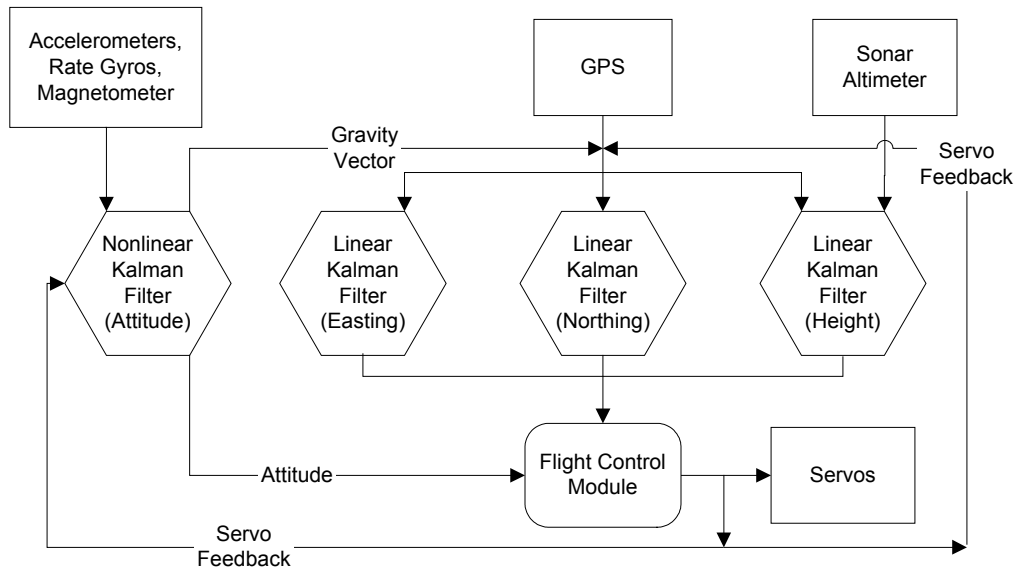 Accelerometers,
Rate Gyros,
Magnetometer
GPS
Sonar
Altimeter
Gravity
Vector
Servo
Feedback
Nonlinear
Kalman
Filter
(Attitude)
Linear
Kalman
Filter
(Easting)
Linear
Kalman
Filter
(Northing)
Linear
Kalman
Filter
(Height)
Attitude
Flight Control
Module
Servos
Servo
Feedback